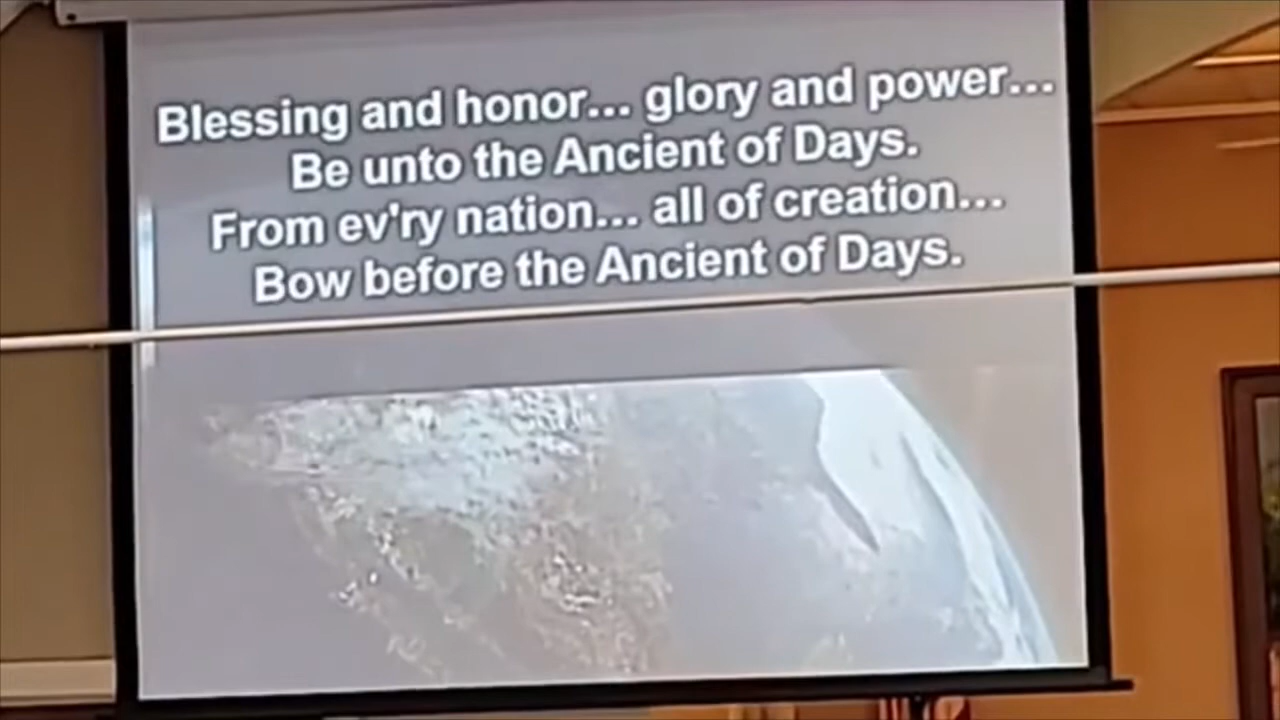 Blessing and honor... glory and power...
Be unto the Ancient of Days.
From ev'ry nation... all of creation...
Bow before the Ancient of Days.